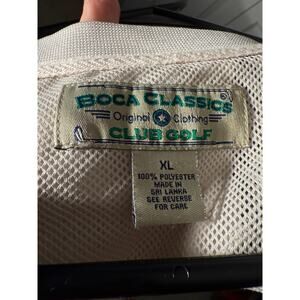 BOCA CLASSICS ®
Original Clothing
CLUB GOLF
XL
100% POLYESTER
MADE IN
SRI LANKA
SEE REVERSE
FOR CARE